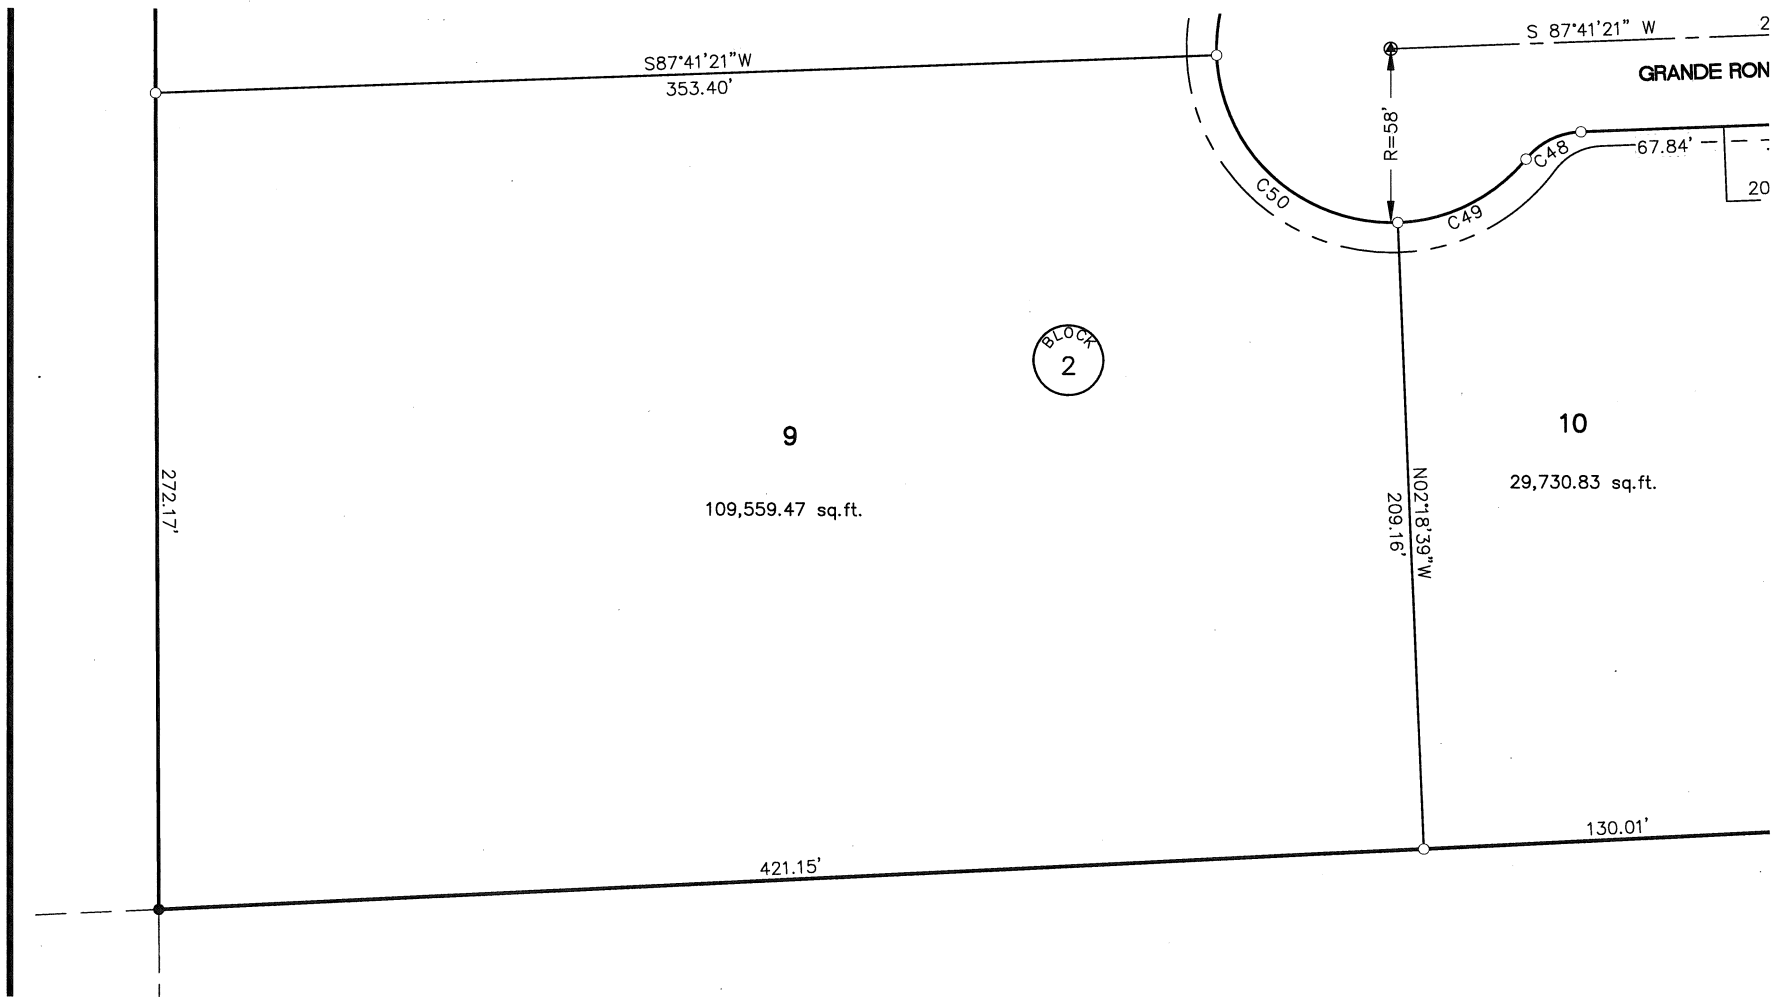 S 87°41'21" W
2
S87°41'21"W
353.40'
GRANDE RON
R=58'
C48
67.84'
C50
C49
20
BLOCK
2
9
109,559.47 sq.ft.
10
29,730.83 sq.ft.
272.17'
N02°18'39"W
209.16'
421.15'
130.01'